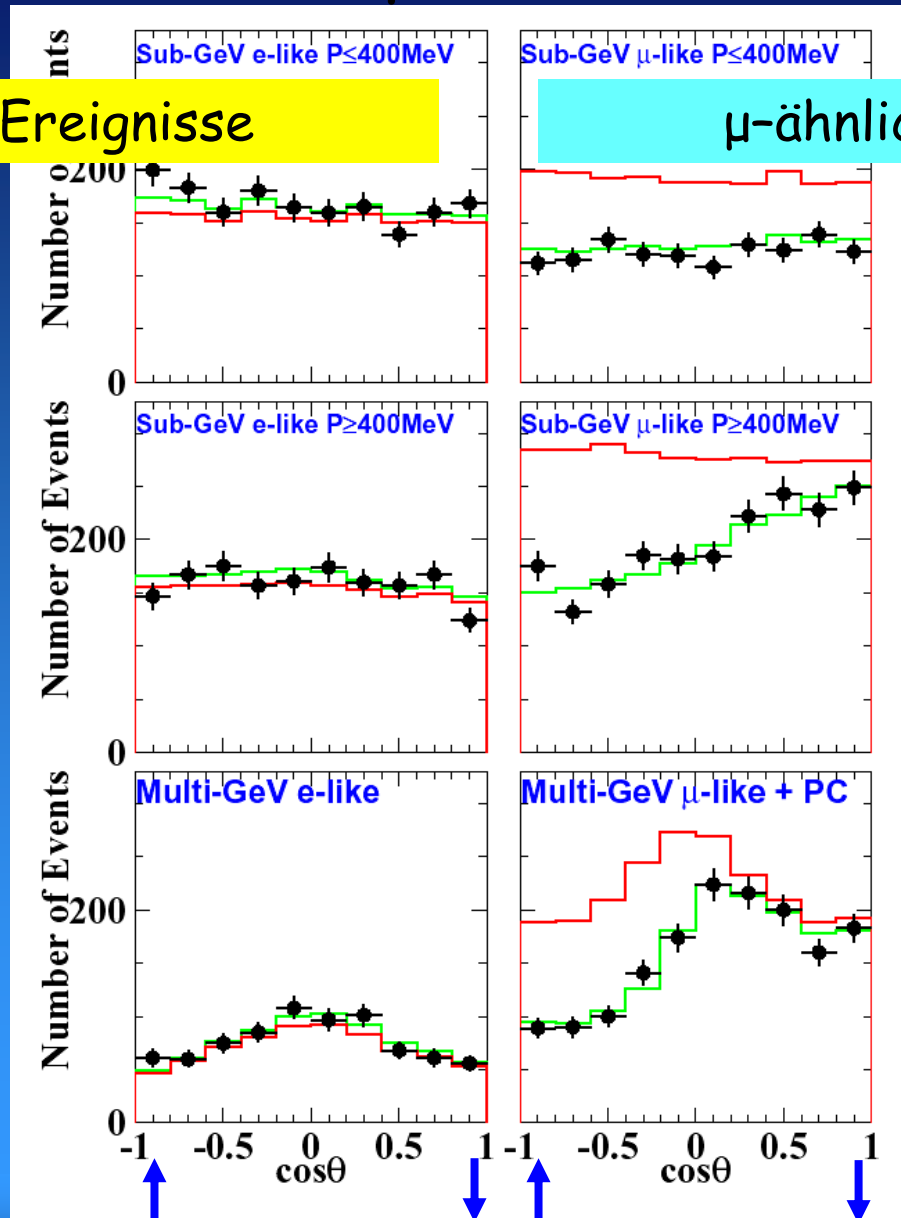 Ereignisse
Sub-GeV e-like P≤400MeV
Sub-GeV μ-like P≤400MeV
200
0
Number
Sub-GeV e-like P≥400MeV
Sub-GeV μ-like P≥400MeV
Number of Events
200
0
Multi-GeV e-like
Multi-GeV μ-like + PC
Number of Events
200
0
-1 -0.5 0 0.5 1
-1 -0.5 0 0.5 1
cosθ
cosθ